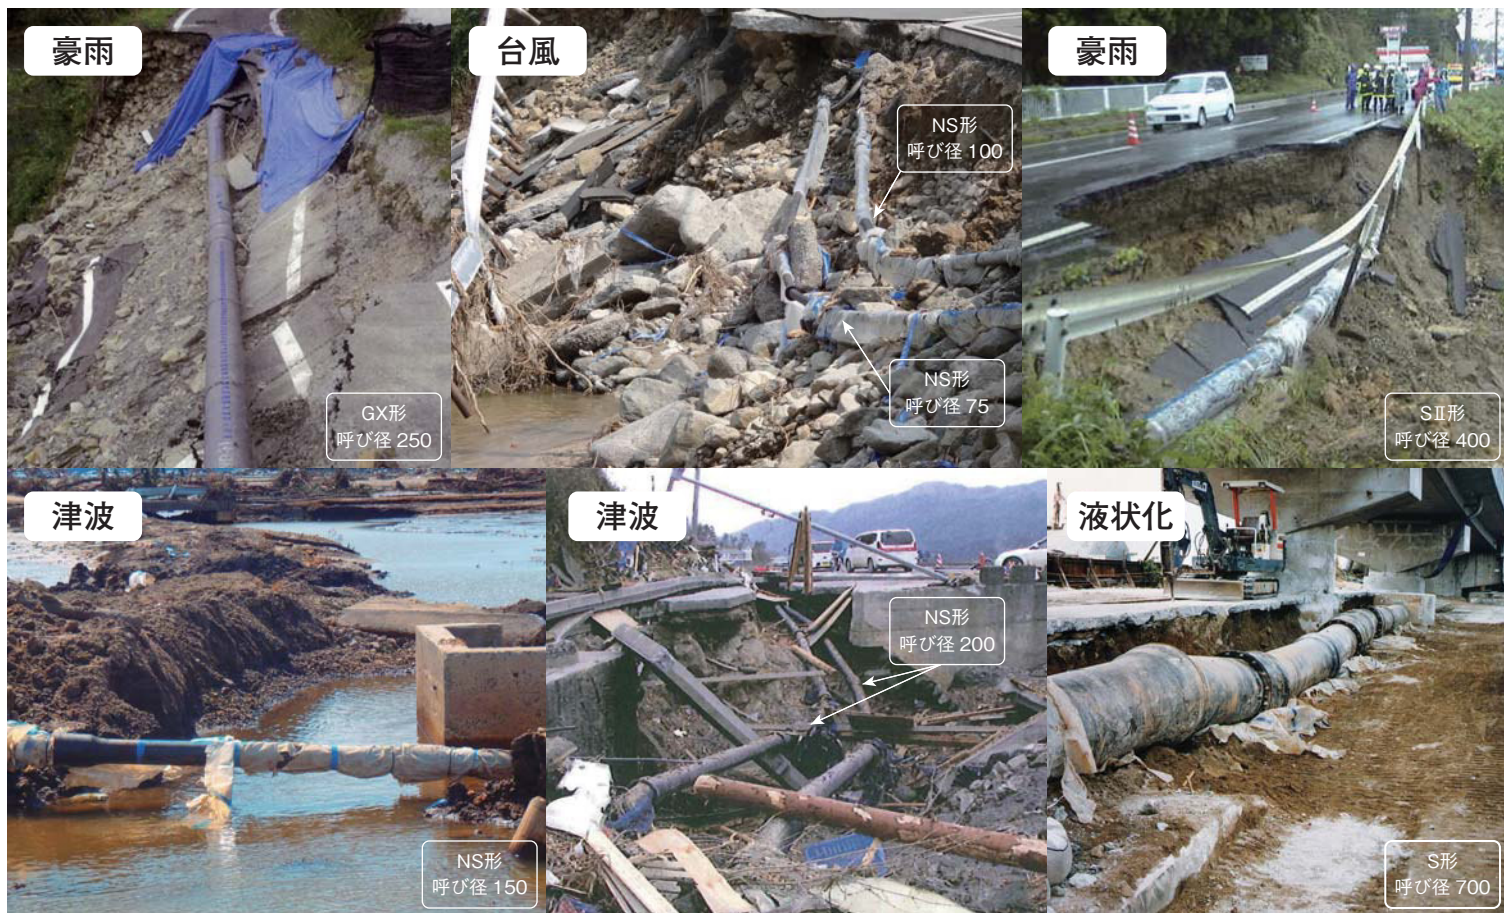 豪雨
GX形
呼び径 250
台風
NS形
呼び径 100
NS形
呼び径 75
豪雨
SⅡ形
呼び径 400
津波
NS形
呼び径 150
津波
NS形
呼び径 200
液状化
S形
呼び径 700